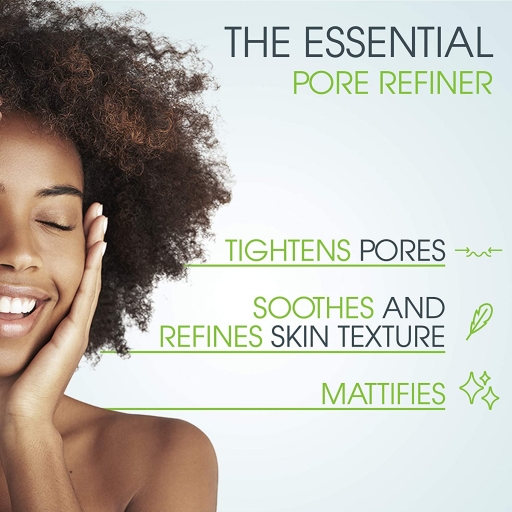 THE ESSENTIAL
PORE REFINER
TIGHTENS PORES
SOOTHES AND
REFINES SKIN TEXTURE
MATTIFIES